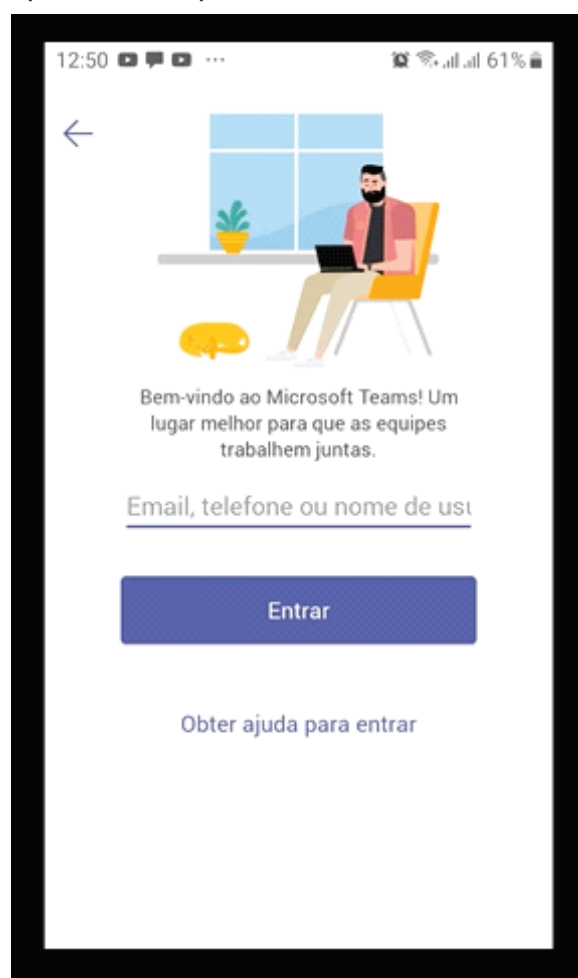 12:50 ... 61%
Bem-vindo ao Microsoft Teams! Um
lugar melhor para que as equipes
trabalhem juntas.
Email, telefone ou nome de usu
Entrar
Obter ajuda para entrar